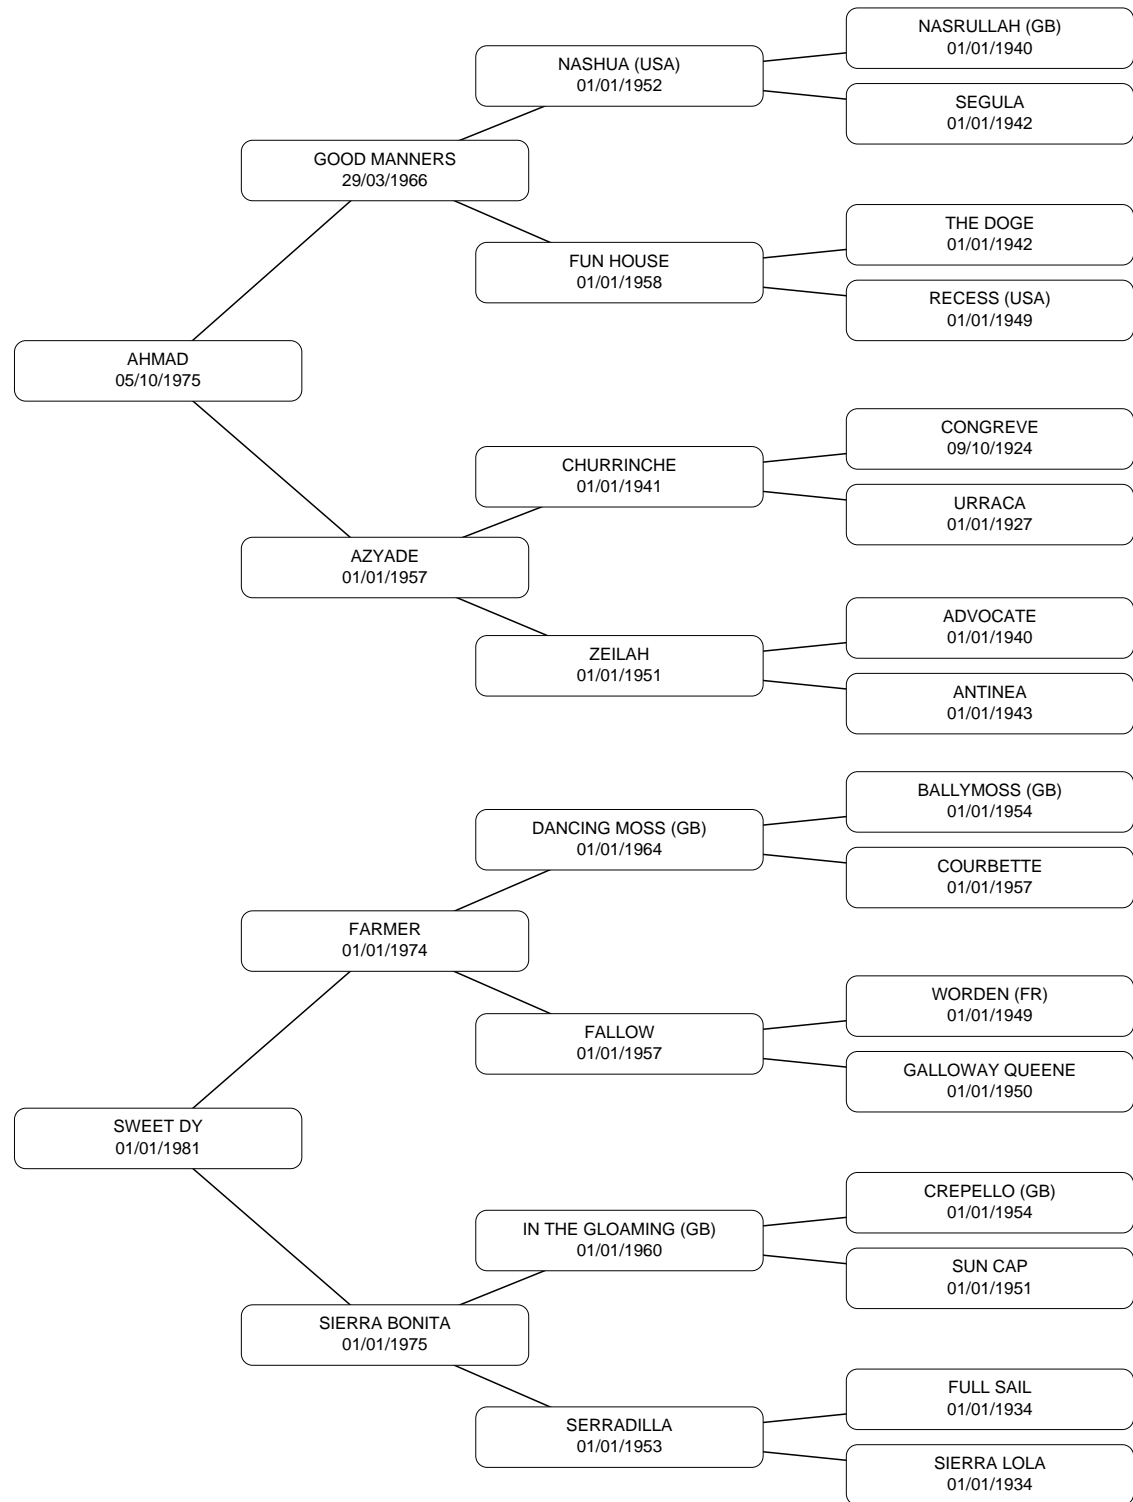 NASRULLAH (GB)
01/01/1940
NASHUA (USA)
01/01/1952
SEGULA
01/01/1942
GOOD MANNERS
29/03/1966
THE DOGE
01/01/1942
FUN HOUSE
01/01/1958
RECESS (USA)
01/01/1949
AHMAD
05/10/1975
CONGREVE
09/10/1924
CHURRINCHE
01/01/1941
URRACA
01/01/1927
AZYADE
01/01/1957
ADVOCATE
01/01/1940
ZEILAH
01/01/1951
ANTINEA
01/01/1943
BALLYMOSS (GB)
01/01/1954
DANCING MOSS (GB)
01/01/1964
COURBETTE
01/01/1957
FARMER
01/01/1974
WORDEN (FR)
01/01/1949
FALLOW
01/01/1957
GALLOWAY QUEENE
01/01/1950
SWEET DY
01/01/1981
CREPELLO (GB)
01/01/1954
IN THE GLOAMING (GB)
01/01/1960
SUN CAP
01/01/1951
SIERRA BONITA
01/01/1975
FULL SAIL
01/01/1934
SERRADILLA
01/01/1953
SIERRA LOLA
01/01/1934